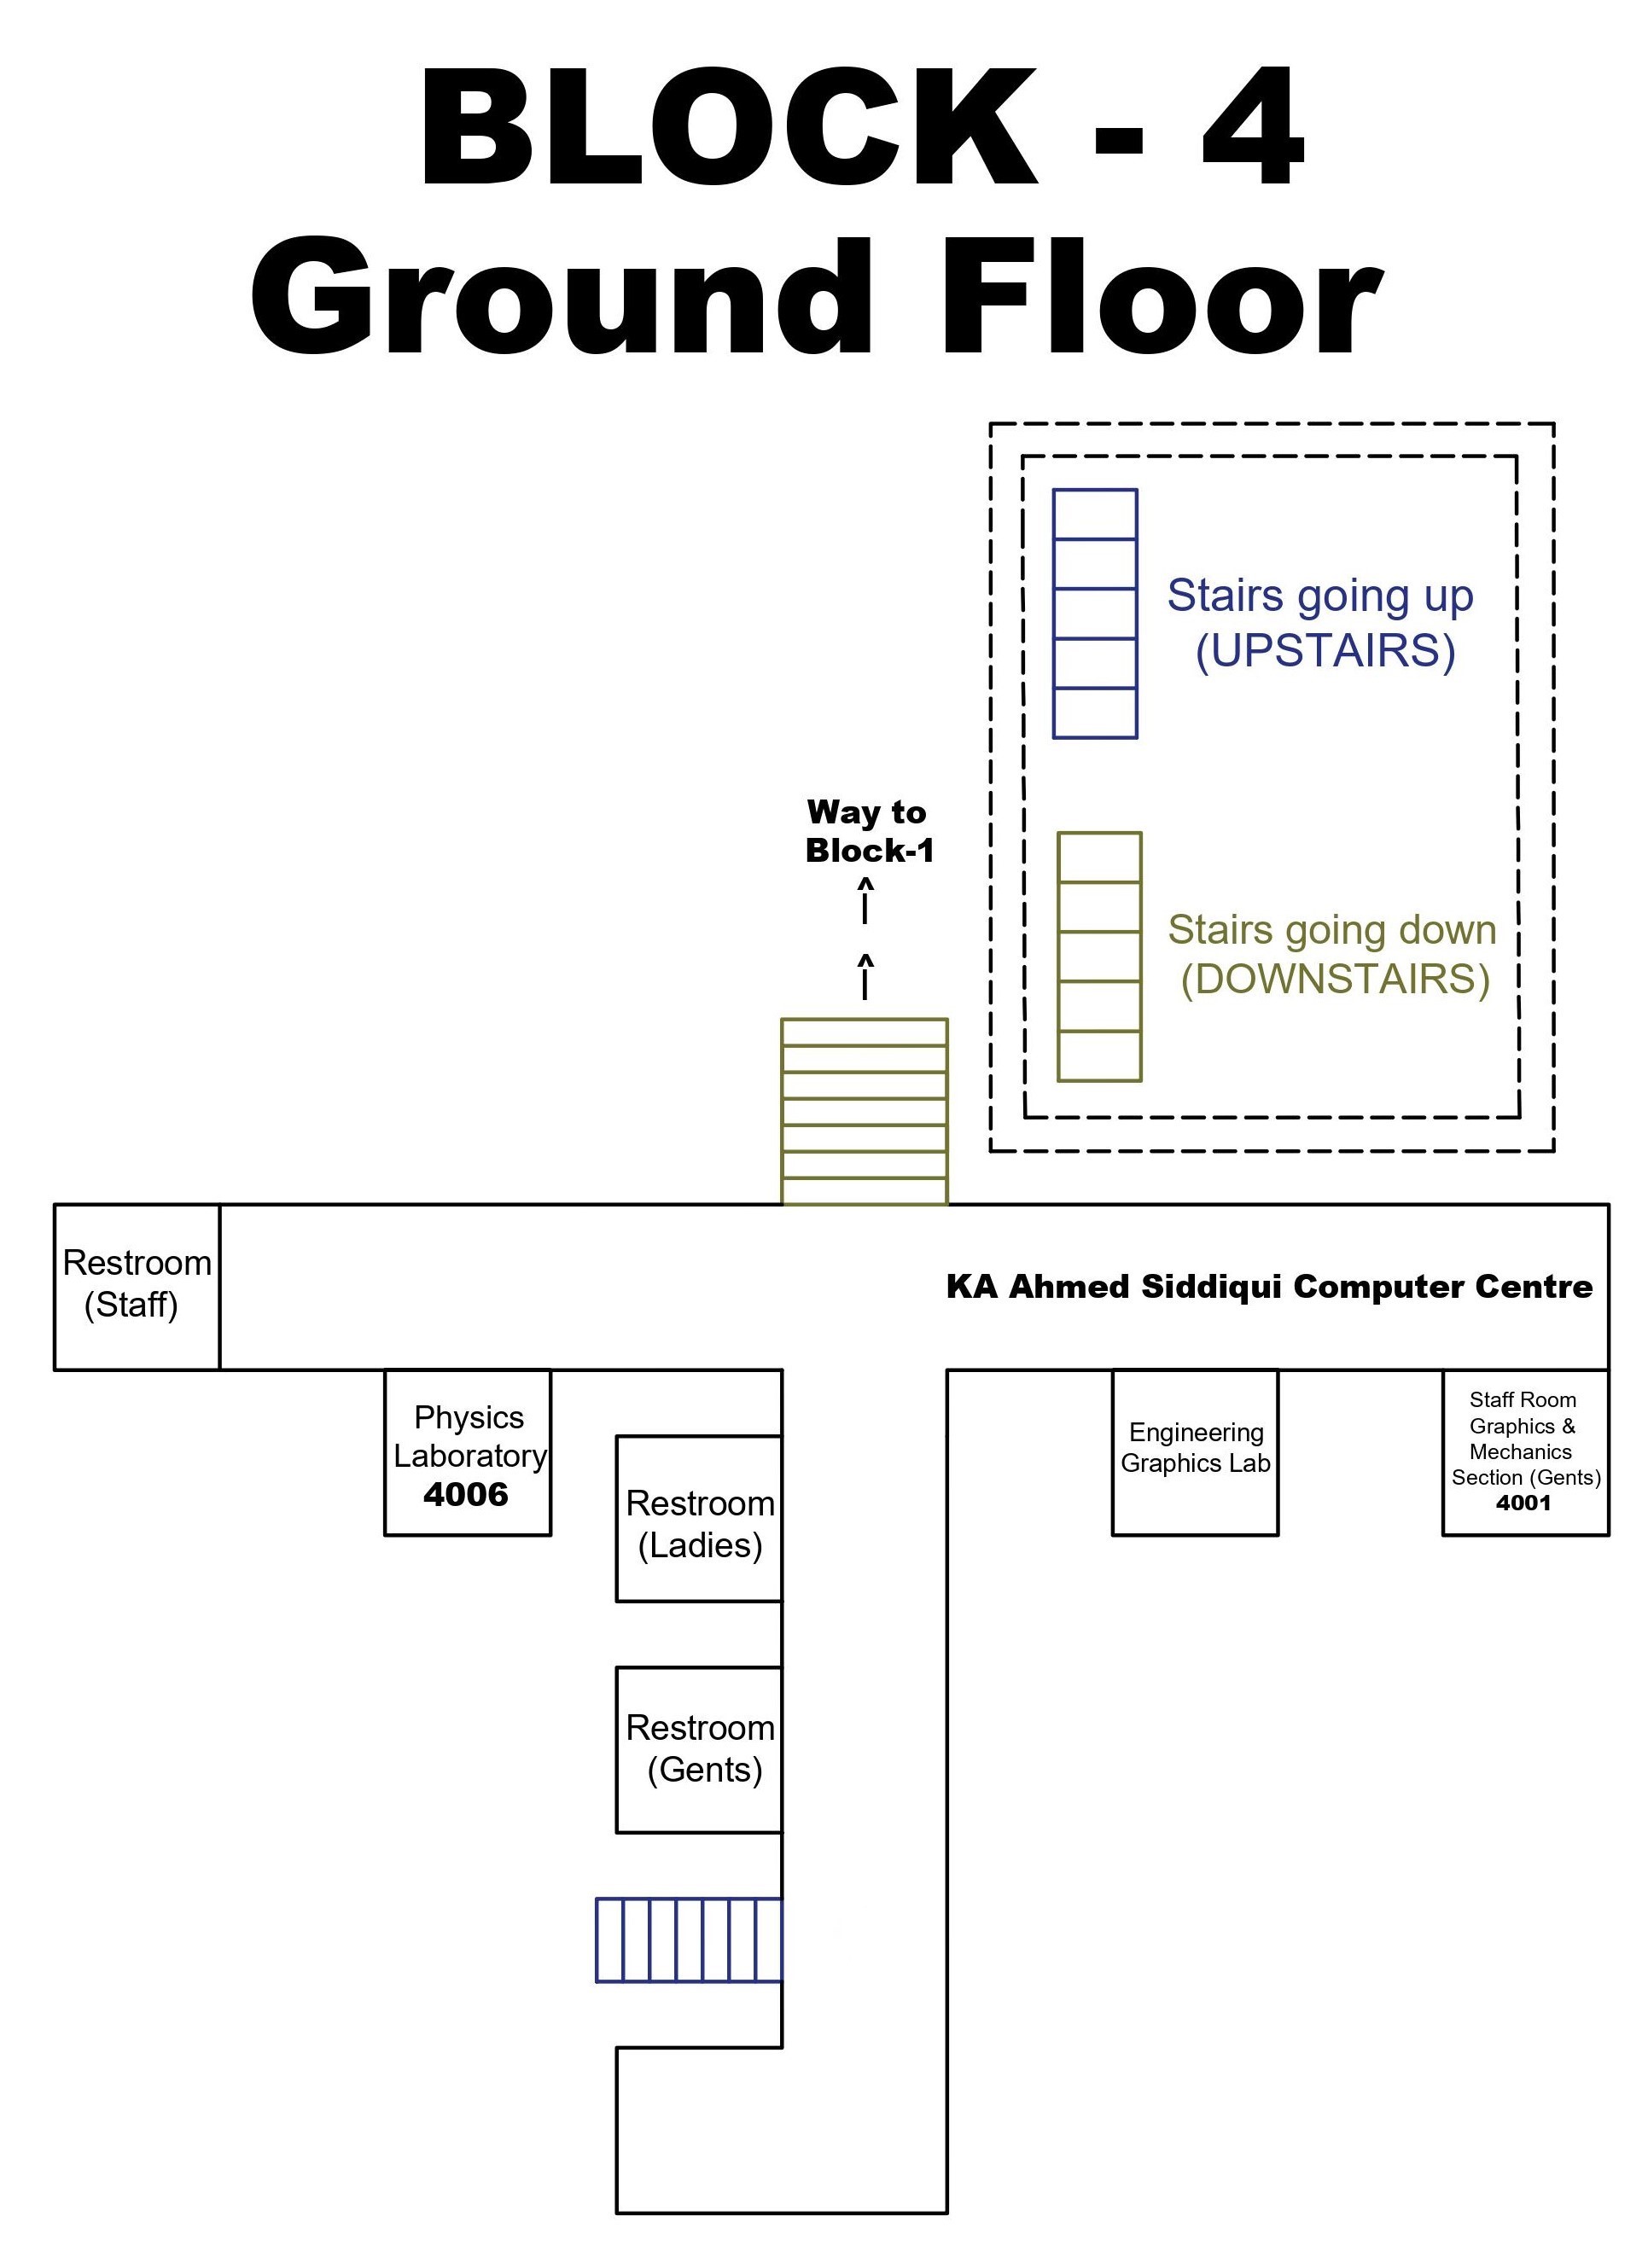 BLOCK - 4
Ground Floor
Stairs going up
(UPSTAIRS)
Way to
Block-1
Stairs going down
(DOWNSTAIRS)
Restroom
(Staff)
KA Ahmed Siddiqui Computer Centre
Physics
Laboratory
4006
Restroom
(Ladies)
Engineering
Graphics Lab
Staff Room
Graphics &
Mechanics
Section (Gents)
4001
Restroom
(Gents)